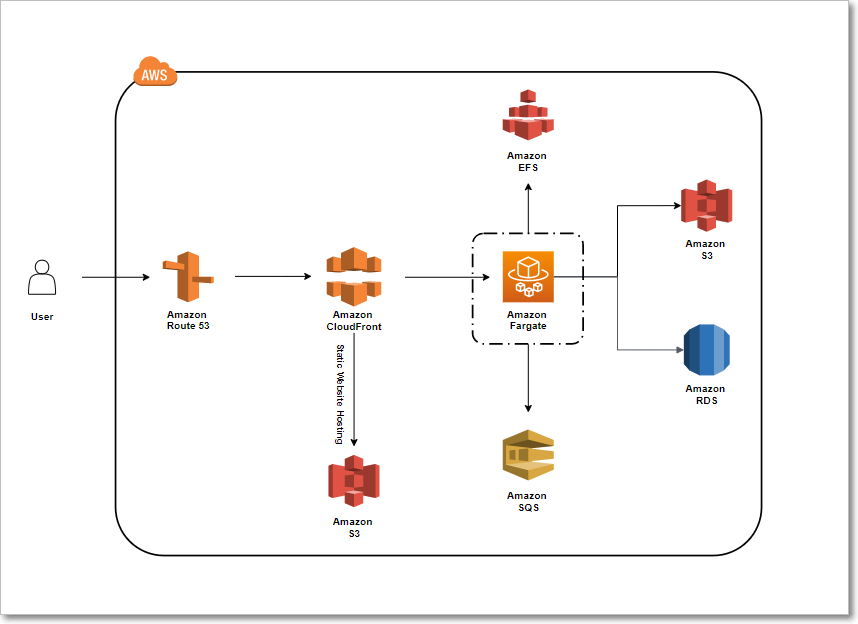 AWS
Amazon
EFS
Amazon
S3
User
Amazon
Route 53
Amazon
CloudFront
Amazon
Fargate
Static Website Hosting
Amazon
RDS
Amazon
SQS
Amazon
S3